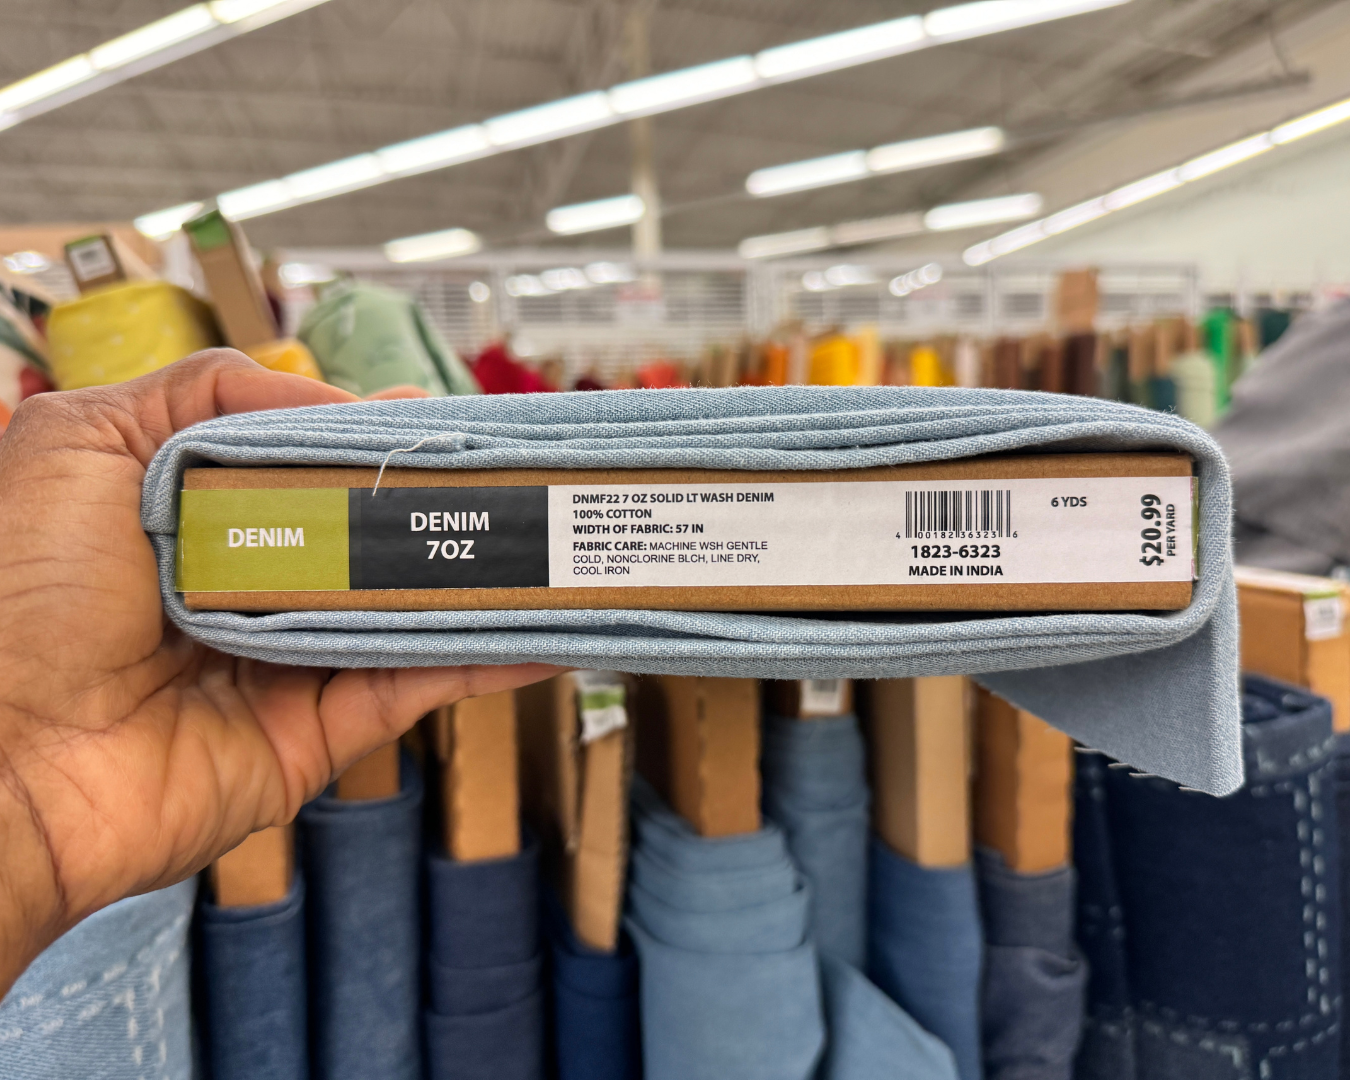 DENIM
DENIM
7OZ
DNMF22 7 OZ SOLID LT WASH DENIM
100% COTTON
WIDTH OF FABRIC: 57 IN
FABRIC CARE: MACHINE WSH GENTLE
COLD, NONCLORINE BLCH, LINE DRY,
COOL IRON
4 00182 36323 6
1823-6323
MADE IN INDIA
6 YDS
$20.99
PER YARD